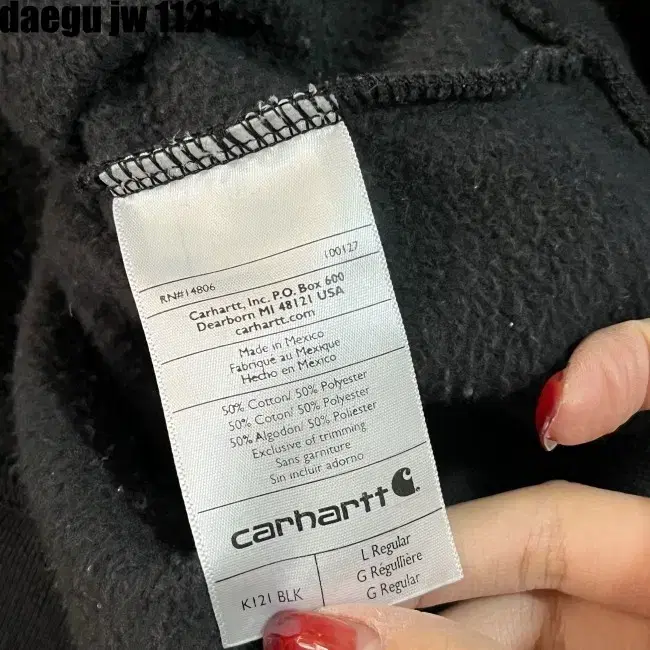 daegu jw 1121
RN#14806 100127
Carhartt, Inc. P.O. Box 600
Dearborn MI 48121 USA
carhartt.com
Made in Mexico
Fabriqué au Mexique
Hecho en México
50% Cotton/ 50% Polyester
50% Coton/ 50% Polyester
50% Algodon/ 50% Poliester
Exclusive of trimming
Sans garniture
Sin incluir adorno
carhartt
K121 BLK
L Regular
G Régullière
G Regular